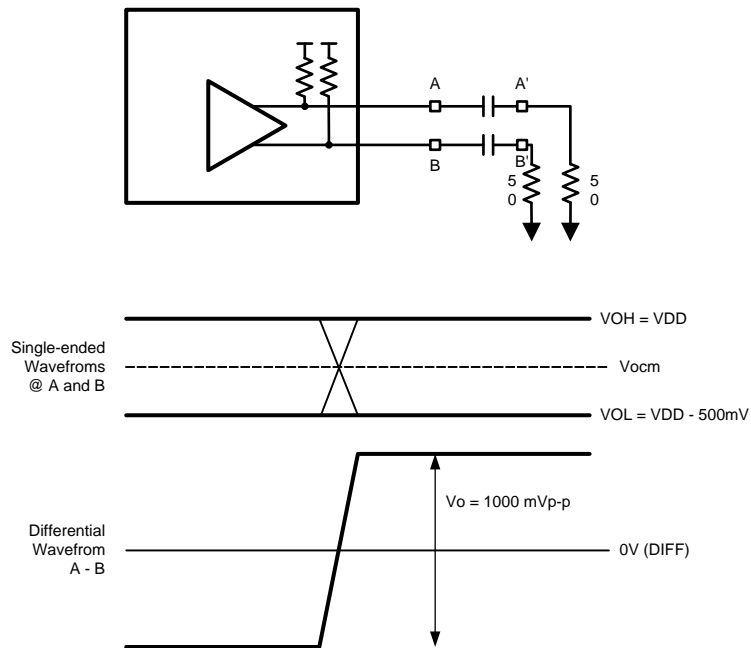 A
A'
B
B'
5
0
5
0
VOH = VDD
Single-ended
Wavefroms
@ A and B
Vocm
VOL = VDD - 500mV
Vo = 1000 mVp-p
Differential
Wavefrom
A - B
0V (DIFF)